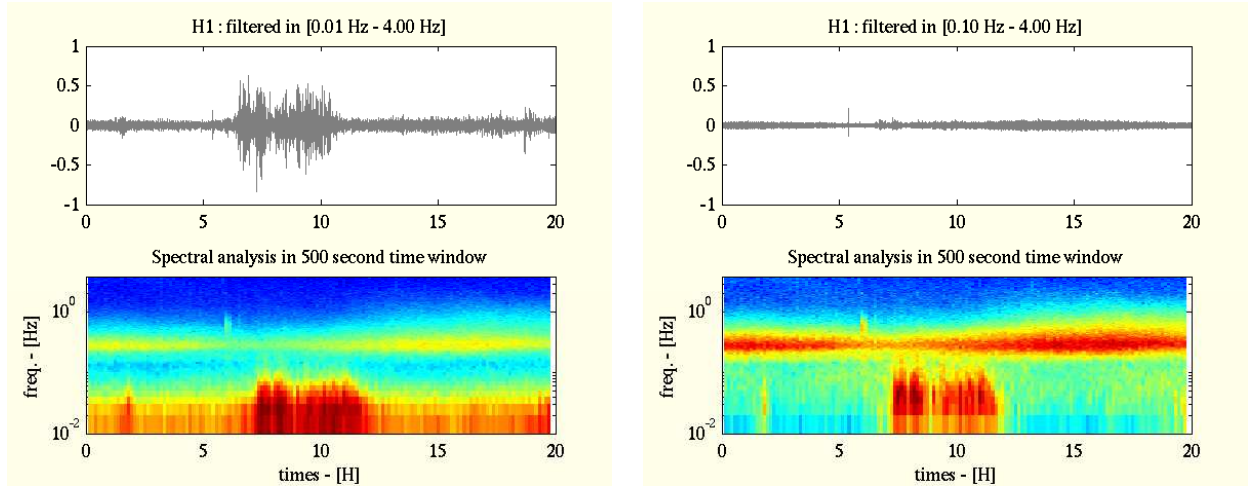 H1 : filtered in [0.01 Hz - 4.00 Hz]
1
0.5
0
-0.5
-1
0 5 10 15 20
Spectral analysis in 500 second time window
freq. - [Hz]
10^0
10^-2
0 5 10 15 20
times - [H]
H1 : filtered in [0.10 Hz - 4.00 Hz]
1
0.5
0
-0.5
-1
0 5 10 15 20
Spectral analysis in 500 second time window
freq. - [Hz]
10^0
10^-2
0 5 10 15 20
times - [H]